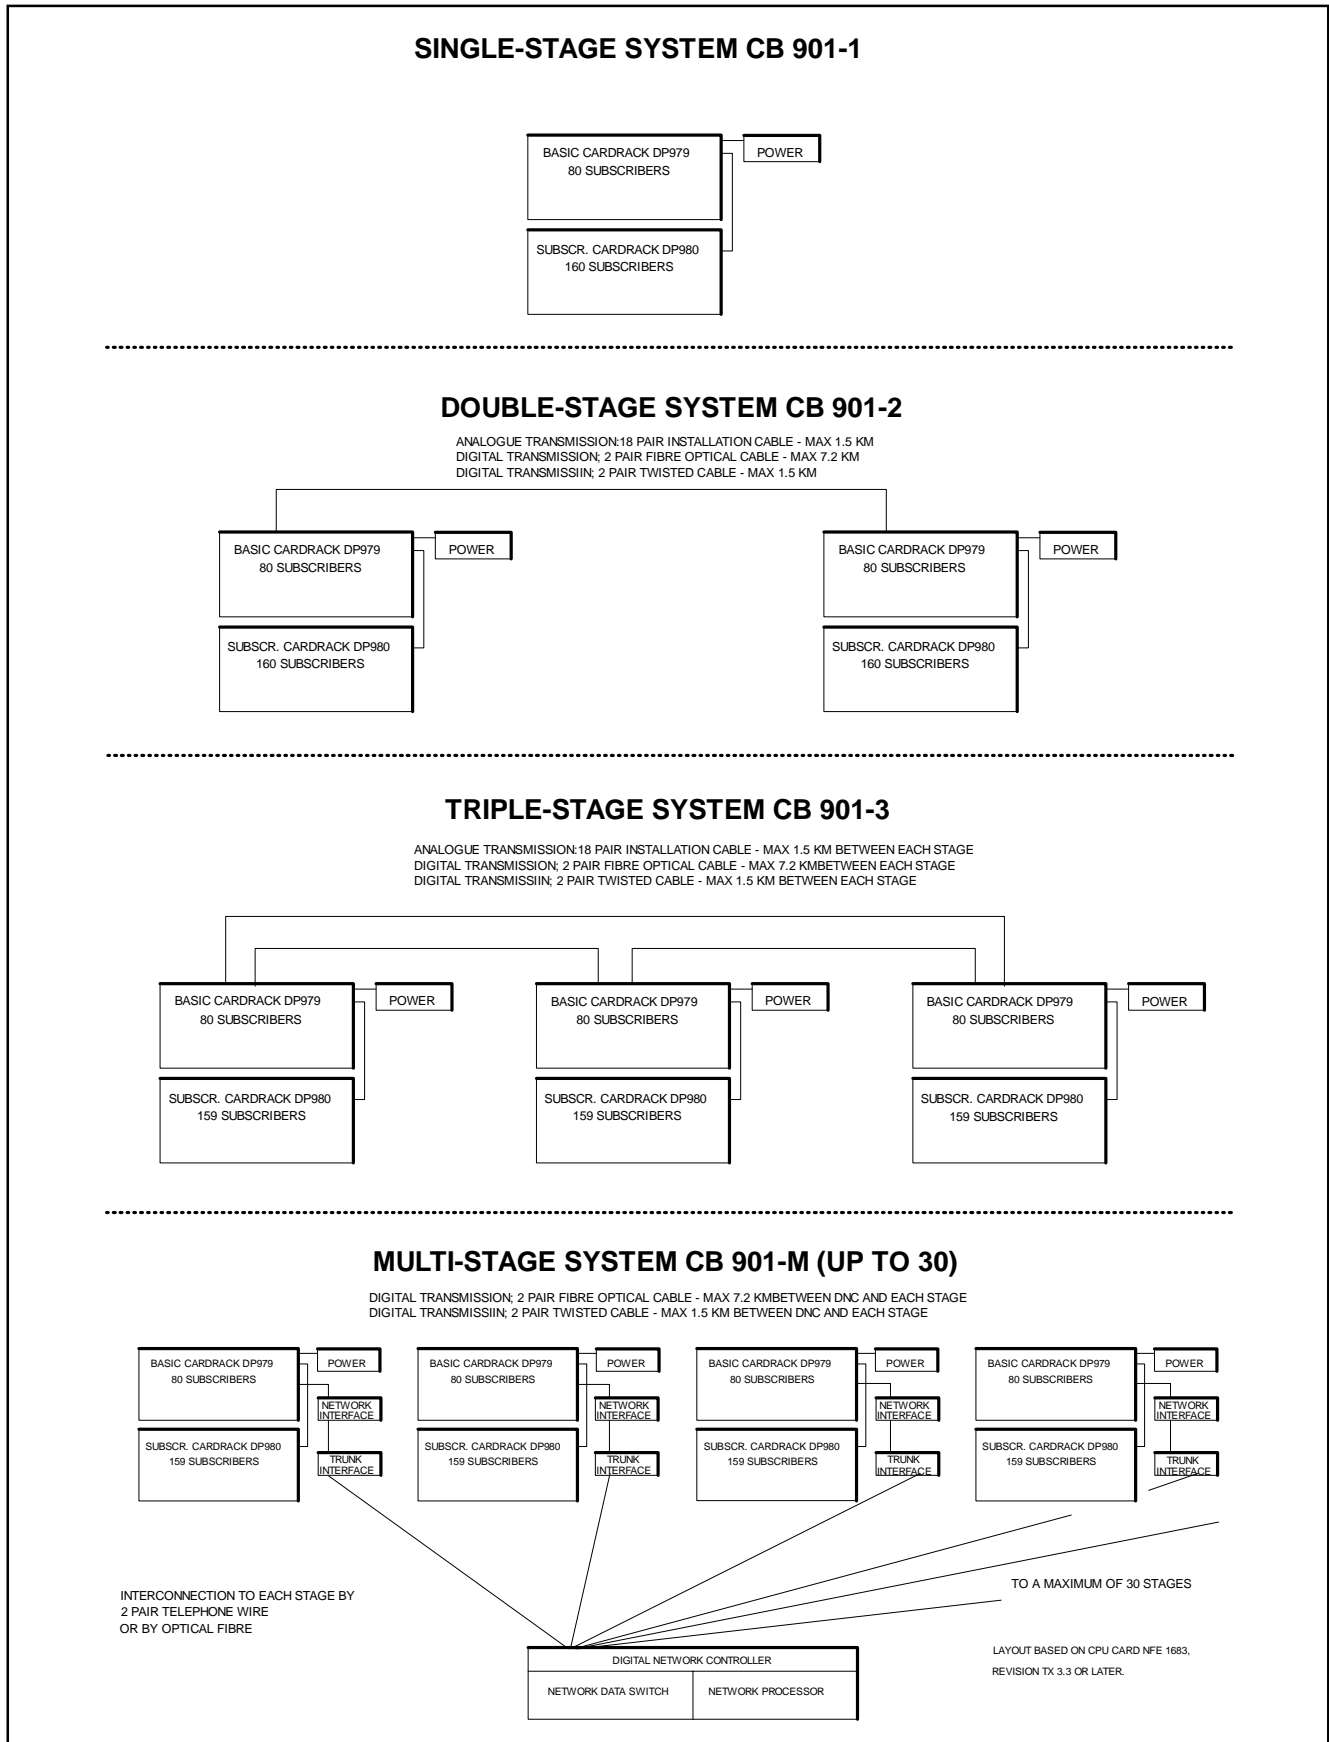 SINGLE-STAGE SYSTEM CB 901-1
BASIC CARDRACK DP979
80 SUBSCRIBERS
POWER
SUBSCR. CARDRACK DP980
160 SUBSCRIBERS
DOUBLE-STAGE SYSTEM CB 901-2
ANALOGUE TRANSMISSION:18 PAIR INSTALLATION CABLE - MAX 1.5 KM
DIGITAL TRANSMISSION; 2 PAIR FIBRE OPTICAL CABLE - MAX 7.2 KM
DIGITAL TRANSMISSIIN; 2 PAIR TWISTED CABLE - MAX 1.5 KM
BASIC CARDRACK DP979
80 SUBSCRIBERS
POWER
SUBSCR. CARDRACK DP980
160 SUBSCRIBERS
BASIC CARDRACK DP979
80 SUBSCRIBERS
POWER
SUBSCR. CARDRACK DP980
160 SUBSCRIBERS
TRIPLE-STAGE SYSTEM CB 901-3
ANALOGUE TRANSMISSION:18 PAIR INSTALLATION CABLE - MAX 1.5 KM BETWEEN EACH STAGE
DIGITAL TRANSMISSION; 2 PAIR FIBRE OPTICAL CABLE - MAX 7.2 KMBETWEEN EACH STAGE
DIGITAL TRANSMISSIIN; 2 PAIR TWISTED CABLE - MAX 1.5 KM BETWEEN EACH STAGE
BASIC CARDRACK DP979
80 SUBSCRIBERS
POWER
SUBSCR. CARDRACK DP980
159 SUBSCRIBERS
BASIC CARDRACK DP979
80 SUBSCRIBERS
POWER
SUBSCR. CARDRACK DP980
159 SUBSCRIBERS
BASIC CARDRACK DP979
80 SUBSCRIBERS
POWER
SUBSCR. CARDRACK DP980
159 SUBSCRIBERS
MULTI-STAGE SYSTEM CB 901-M (UP TO 30)
DIGITAL TRANSMISSION; 2 PAIR FIBRE OPTICAL CABLE - MAX 7.2 KMBETWEEN DNC AND EACH STAGE
DIGITAL TRANSMISSIIN; 2 PAIR TWISTED CABLE - MAX 1.5 KM BETWEEN DNC AND EACH STAGE
BASIC CARDRACK DP979
80 SUBSCRIBERS
POWER
NETWORK
INTERFACE
SUBSCR. CARDRACK DP980
159 SUBSCRIBERS
TRUNK
INTERFACE
BASIC CARDRACK DP979
80 SUBSCRIBERS
POWER
NETWORK
INTERFACE
SUBSCR. CARDRACK DP980
159 SUBSCRIBERS
TRUNK
INTERFACE
BASIC CARDRACK DP979
80 SUBSCRIBERS
POWER
NETWORK
INTERFACE
SUBSCR. CARDRACK DP980
159 SUBSCRIBERS
TRUNK
INTERFACE
BASIC CARDRACK DP979
80 SUBSCRIBERS
POWER
NETWORK
INTERFACE
SUBSCR. CARDRACK DP980
159 SUBSCRIBERS
TRUNK
INTERFACE
INTERCONNECTION TO EACH STAGE BY
2 PAIR TELEPHONE WIRE
OR BY OPTICAL FIBRE
TO A MAXIMUM OF 30 STAGES
DIGITAL NETWORK CONTROLLER
NETWORK DATA SWITCH
NETWORK PROCESSOR
LAYOUT BASED ON CPU CARD NFE 1683,
REVISION TX 3.3 OR LATER.